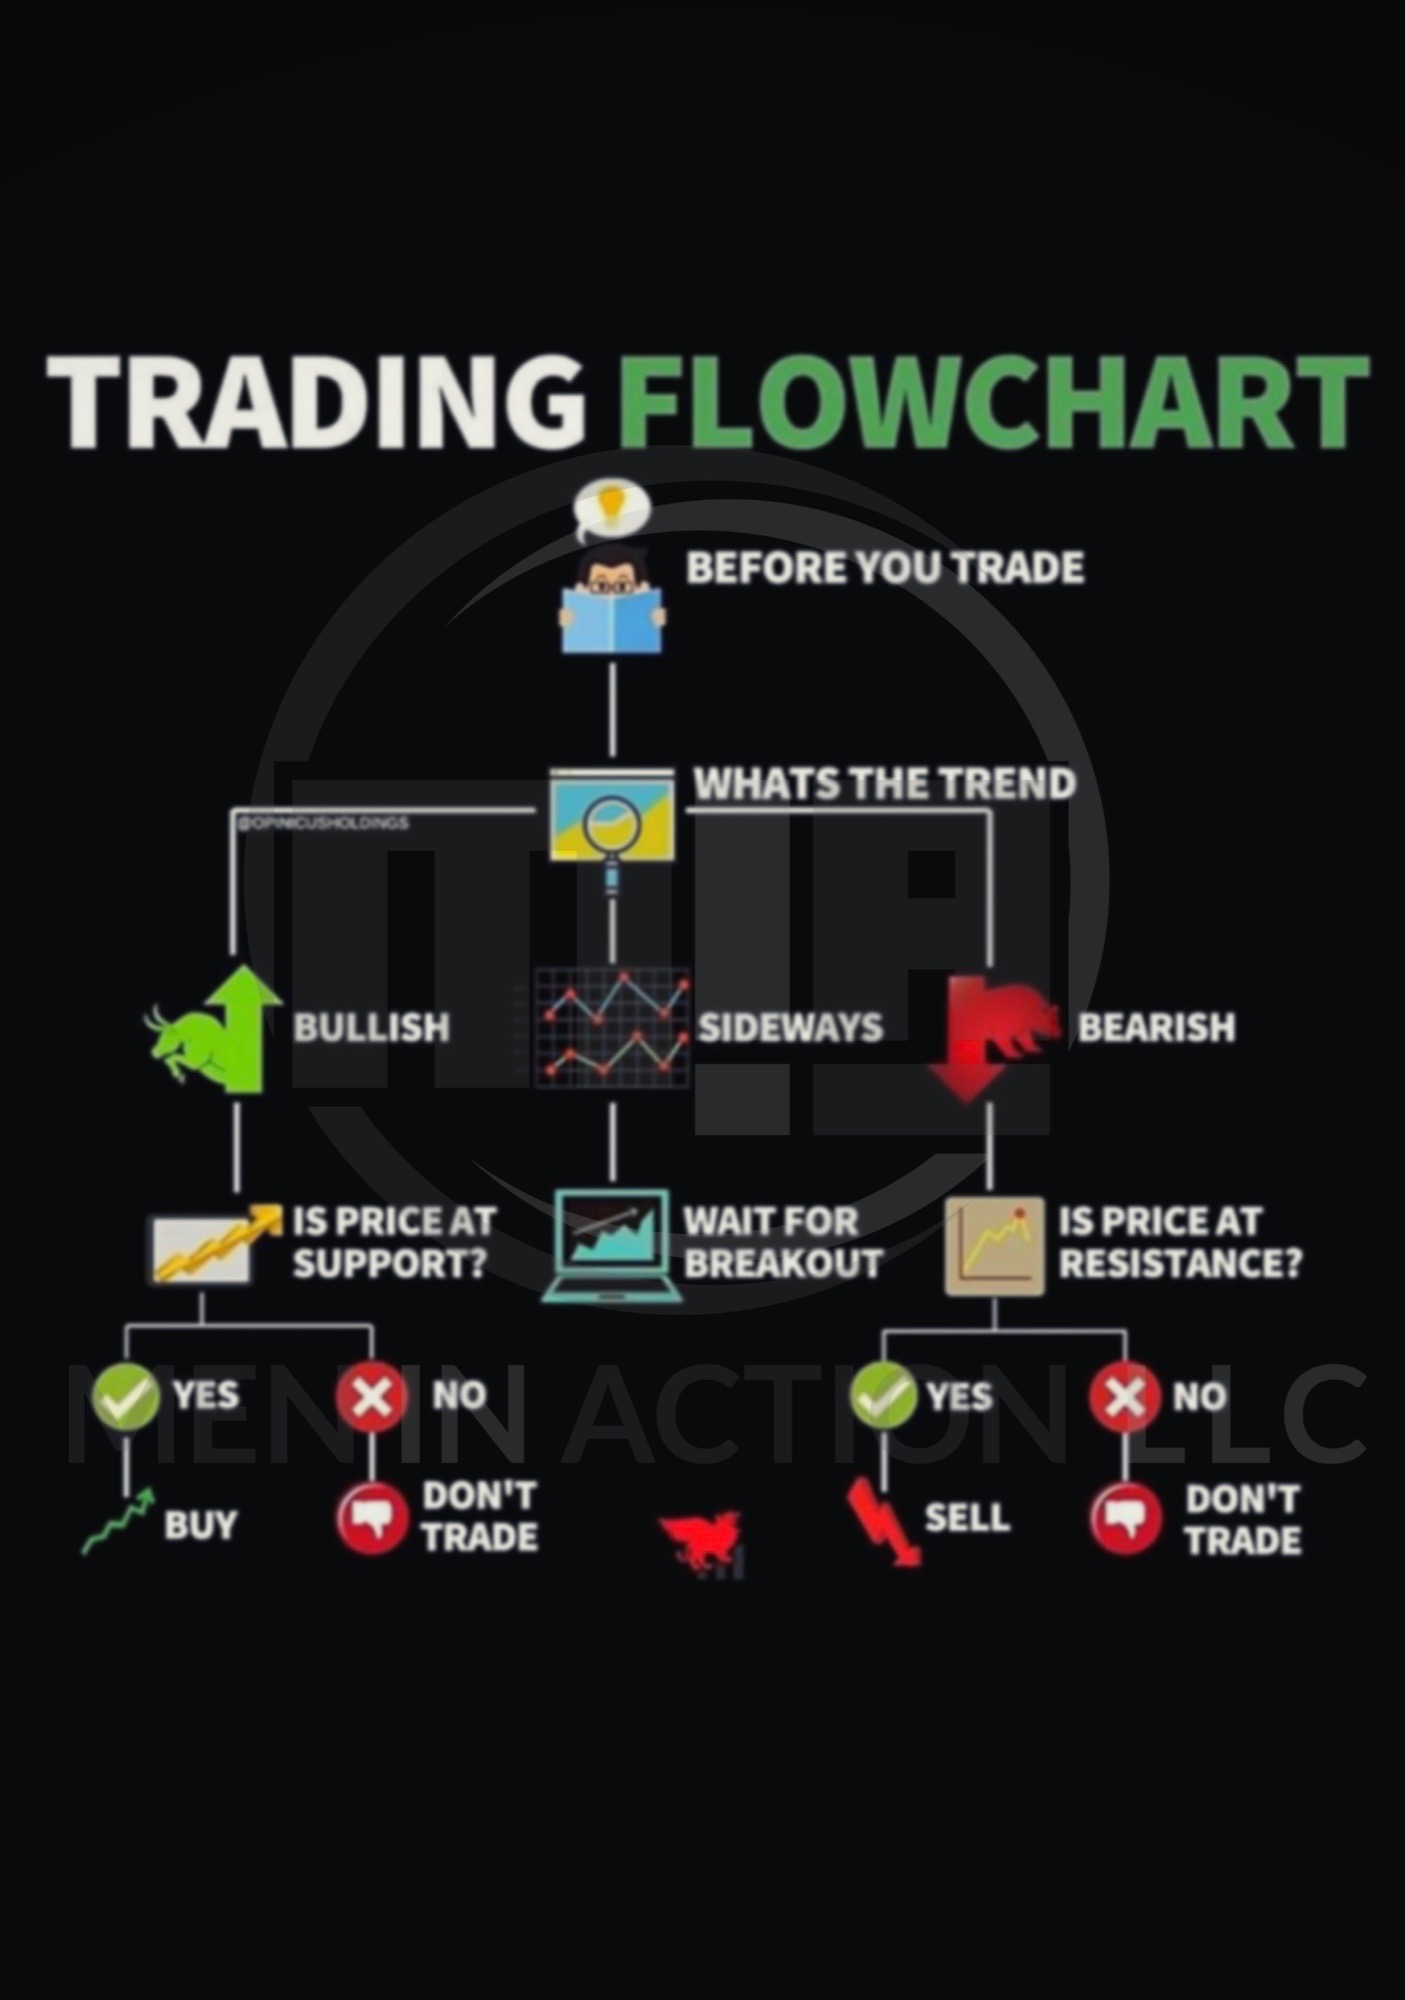 TRADING FLOWCHART
BEFORE YOU TRADE
WHATS THE TREND
@OPINICUSHOLDINGS
BULLISH
SIDEWAYS
BEARISH
IS PRICE AT
SUPPORT?
WAIT FOR
BREAKOUT
IS PRICE AT
RESISTANCE?
YES
NO
YES
NO
MEN IN ACTION LLC
BUY
DON'T
TRADE
SELL
DON'T
TRADE